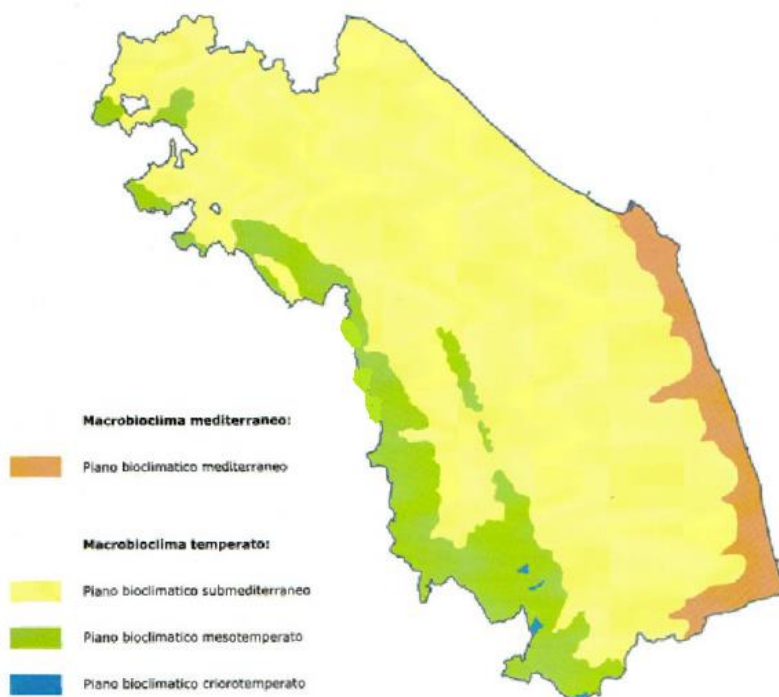 Macrobioclima mediterraneo:
Piano bioclimatico mediterraneo
Macrobioclima temperato:
Piano bioclimatico submediterraneo
Piano bioclimatico mesotemperato
Piano bioclimatico criorotemperato